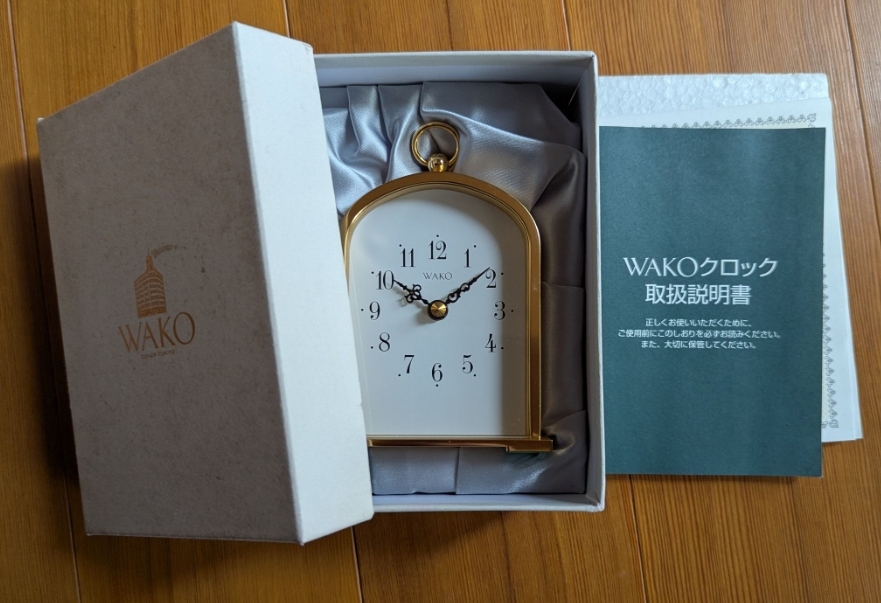 WAKO
12
11
1
WAKO
10
2
9
3
8
4
7
5
6
WAKOクロック
取扱説明書
正しくお使いいただくために、
ご使用前にこのしおりを必ずお読みください。
また、大切に保管してください。